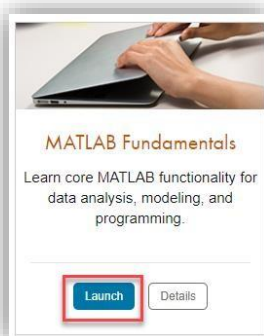 MATLAB Fundamentals
Learn core MATLAB functionality for
data analysis, modeling, and
programming.
Launch
Details